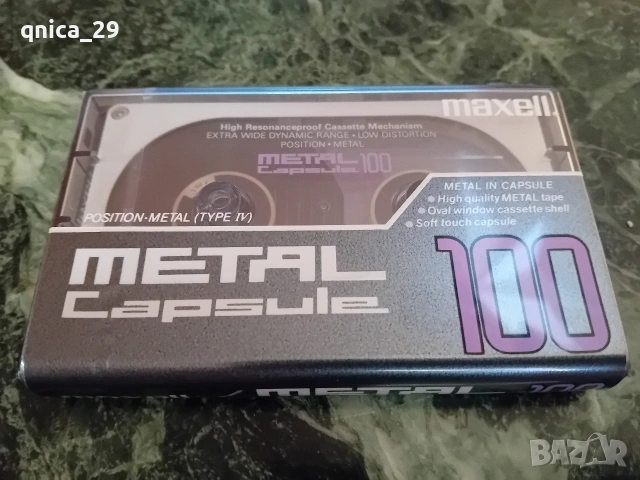 qnica_29
maxell
High Resonanceproof Cassette Mechanism
EXTRA WIDE DYNAMIC RANGE • LOW DISTORTION
POSITION • METAL
METAL
Capsule 100
METAL IN CAPSULE
• High quality METAL tape
• Oval window cassette shell
• Soft touch capsule
POSITION-METAL (TYPE IV)
METAL
Capsule
100
METAL 100
BAZAR